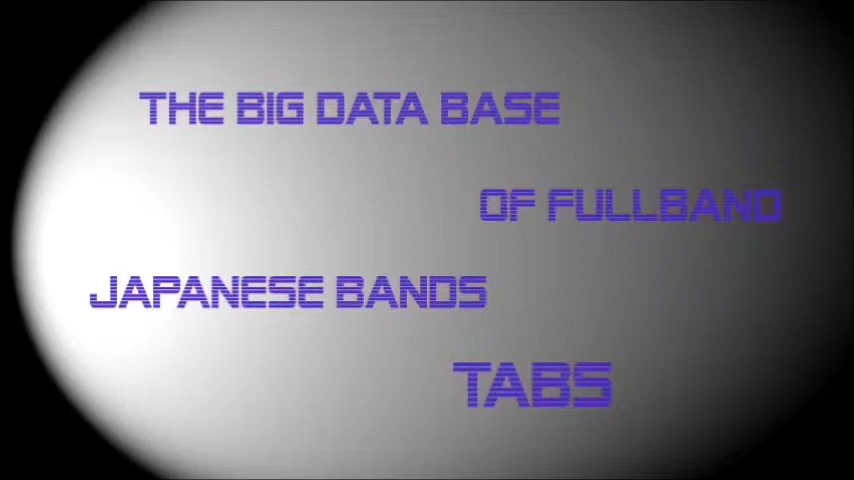 THE BIG DATA BASE
OF FULLBAND
JAPANESE BANDS
TABS